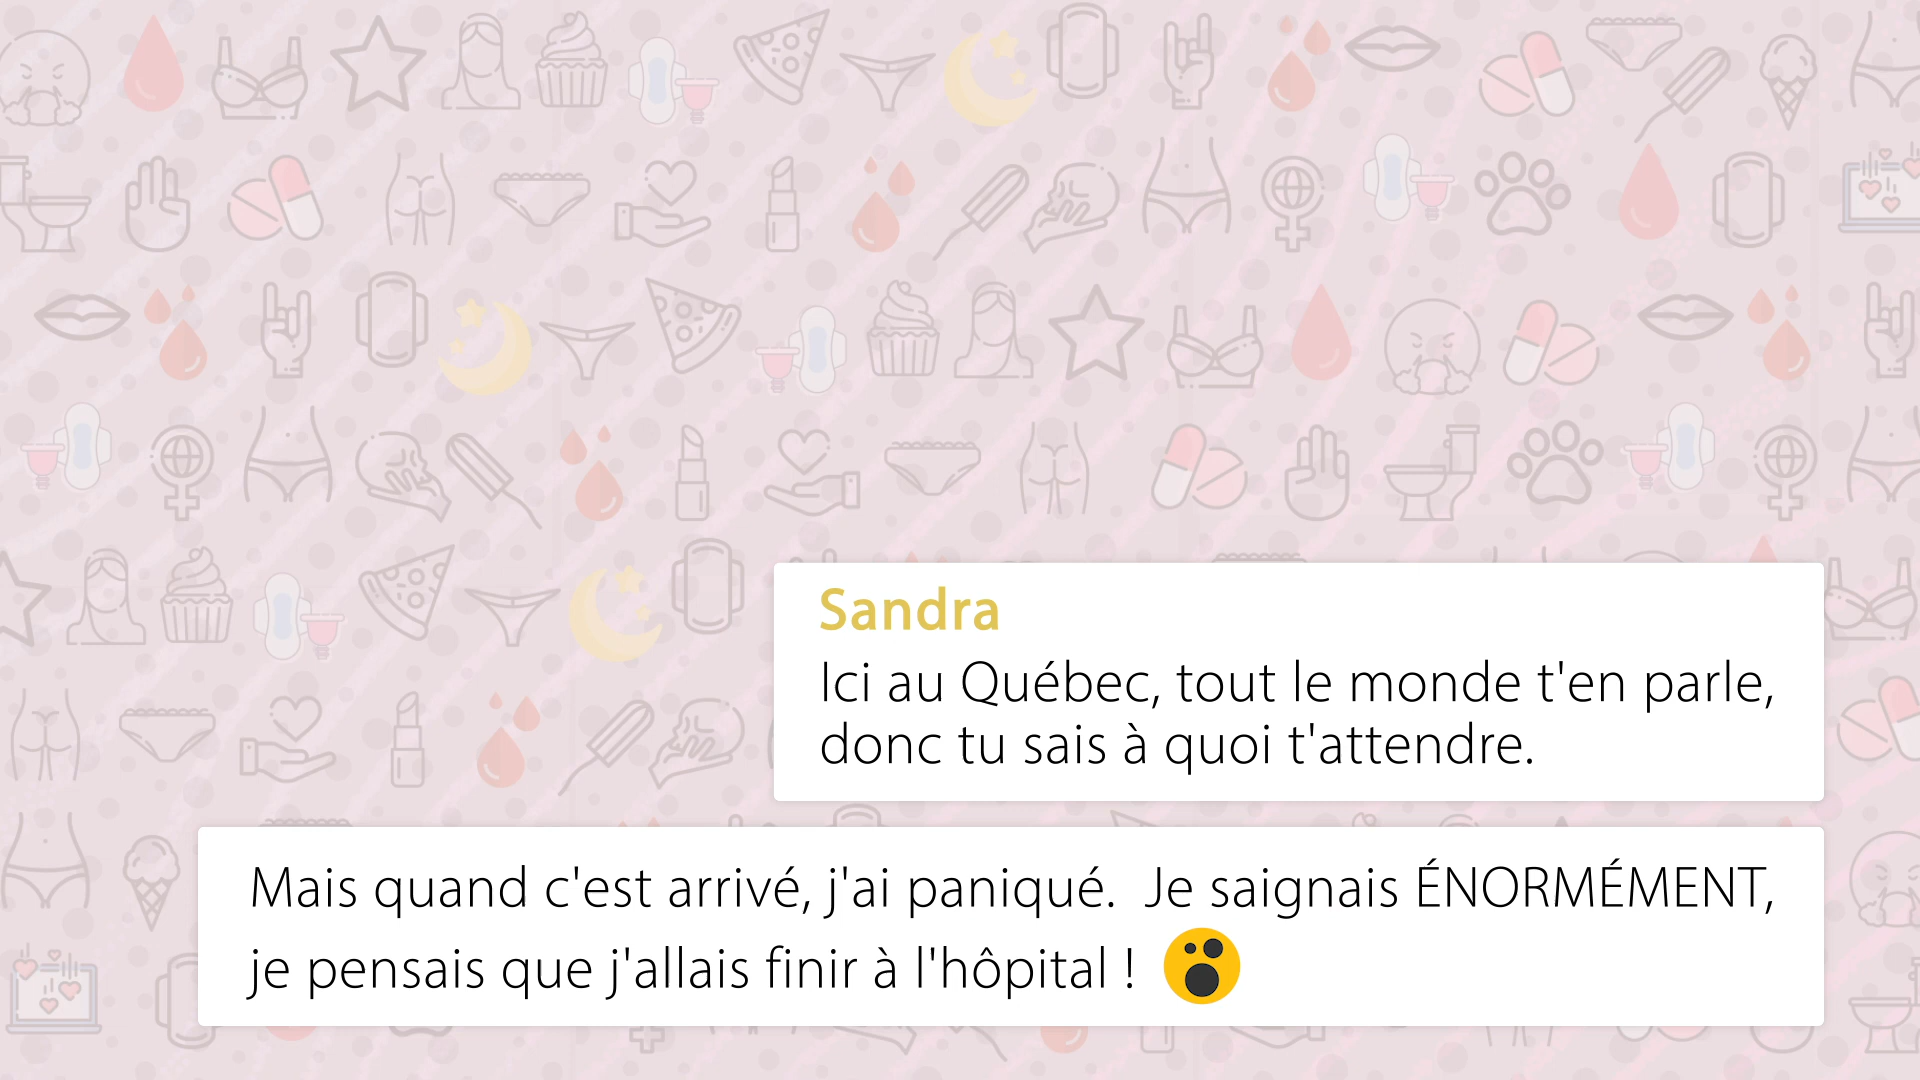 Sandra
Ici au Québec, tout le monde t'en parle,
donc tu sais à quoi t'attendre.
Mais quand c'est arrivé, j'ai paniqué.  Je saignais ÉNORMÉMENT,
je pensais que j'allais finir à l'hôpital !